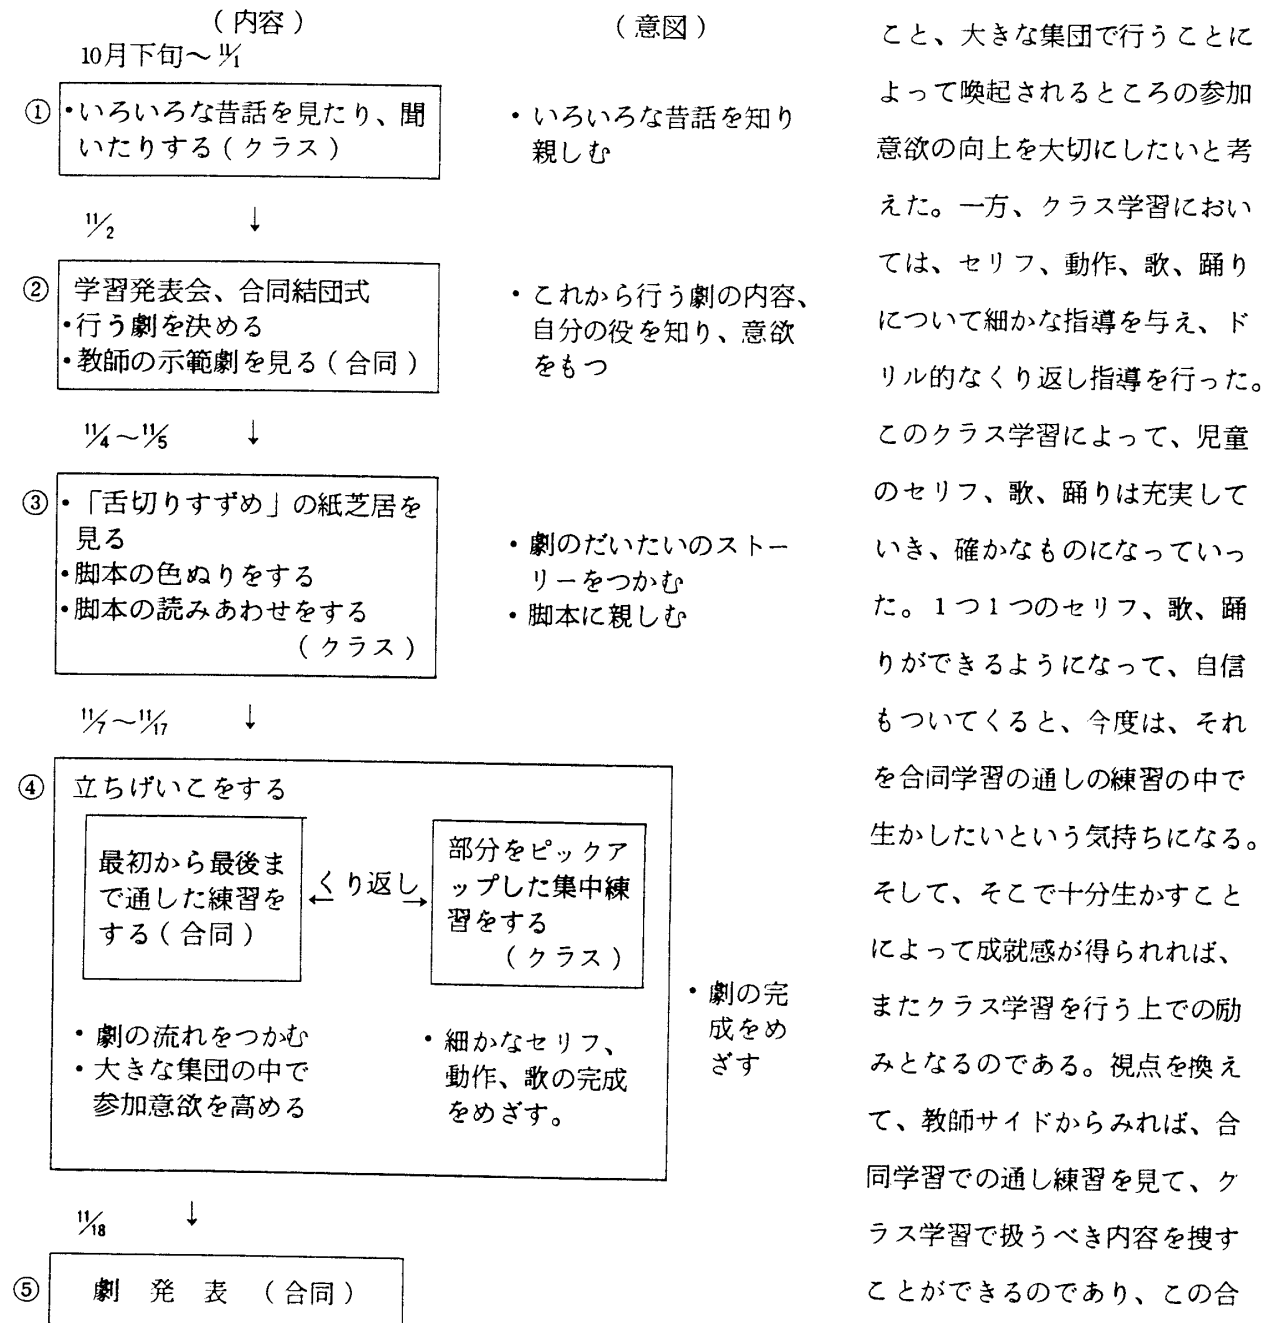 （内容）
（意図）
10月下旬～11/1
①
・いろいろな昔話を見たり、聞
いたりする（クラス）
・いろいろな昔話を知り
親しむ
11/2
↓
②
学習発表会、合同結団式
・行う劇を決める
・教師の示範劇を見る（合同）
・これから行う劇の内容、
自分の役を知り、意欲
をもつ
11/4～11/5
↓
③
・「舌切りすずめ」の紙芝居を
見る
・脚本の色ぬりをする
・脚本の読みあわせをする
（クラス）
・劇のだいたいのストー
リーをつかむ
・脚本に親しむ
11/7～11/17
↓
④
立ちげいこをする
最初から最後ま
で通した練習を
する（合同）
←くり返し→
部分をピックア
ップした集中練
習をする
（クラス）
・劇の流れをつかむ
・大きな集団の中で
参加意欲を高める
・細かなセリフ、
動作、歌の完成
をめざす。
・劇の完
成をめ
ざす
11/18
↓
⑤
劇　発　表　（合同）
こと、大きな集団で行うことに
よって喚起されるところの参加
意欲の向上を大切にしたいと考
えた。一方、クラス学習におい
ては、セリフ、動作、歌、踊り
について細かな指導を与え、ド
リル的なくり返し指導を行った。
このクラス学習によって、児童
のセリフ、歌、踊りは充実して
いき、確かなものになっていっ
た。１つ１つのセリフ、歌、踊
りができるようになって、自信
もついてくると、今度は、それ
を合同学習の通しの練習の中で
生かしたいという気持ちになる。
そして、そこで十分生かすこと
によって成就感が得られれば、
またクラス学習を行う上での励
みとなるのである。視点を換え
て、教師サイドからみれば、合
同学習での通し練習を見て、ク
ラス学習で扱うべき内容を捜す
ことができるのであり、この合